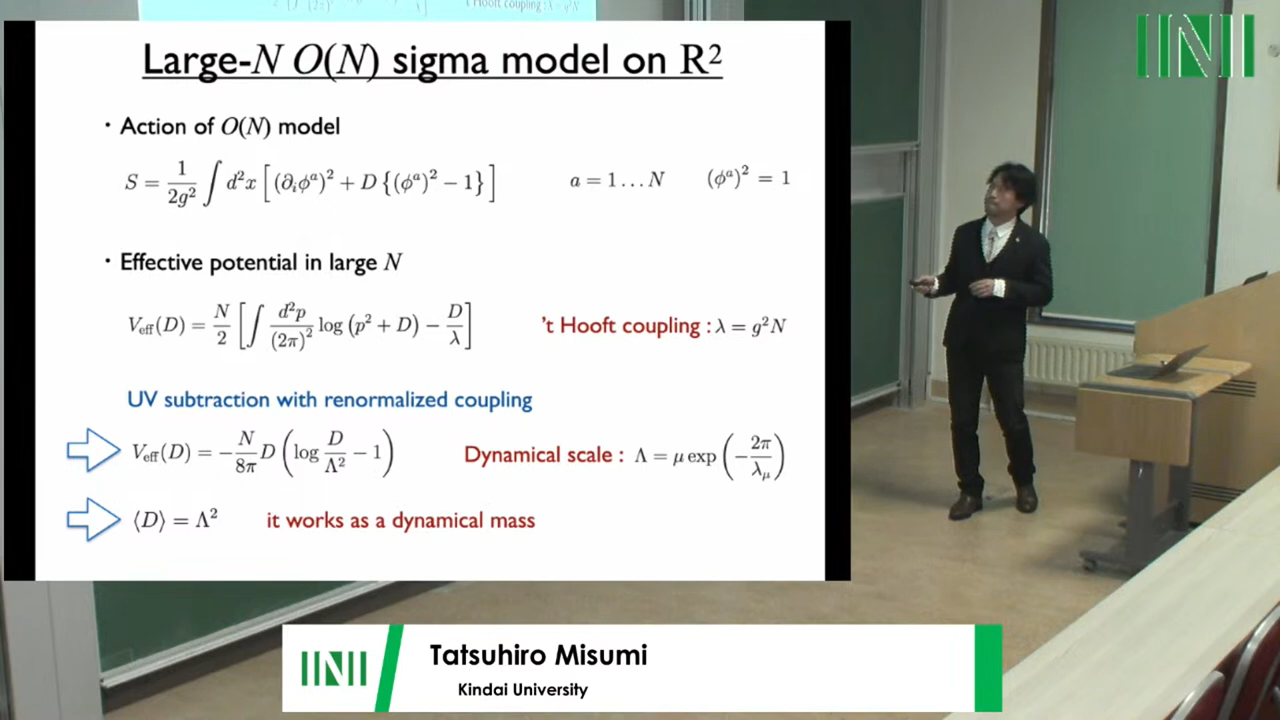 't Hooft coupling : λ = g²N
Large-N O(N) sigma model on R²
• Action of O(N) model
S = 1/2g² ∫ d²x [(∂ᵢφᵃ)² + D {(φᵃ)² − 1}]    a = 1 … N    (φᵃ)² = 1
• Effective potential in large N
V_eff(D) = N/2 [∫ d²p/(2π)² log (p² + D) − D/λ]    't Hooft coupling : λ = g²N
UV subtraction with renormalized coupling
V_eff(D) = − N/8π D (log D/Λ² − 1)    Dynamical scale : Λ = μ exp (− 2π/λ_μ)
⟨D⟩ = Λ²    it works as a dynamical mass
Tatsuhiro Misumi
Kindai University